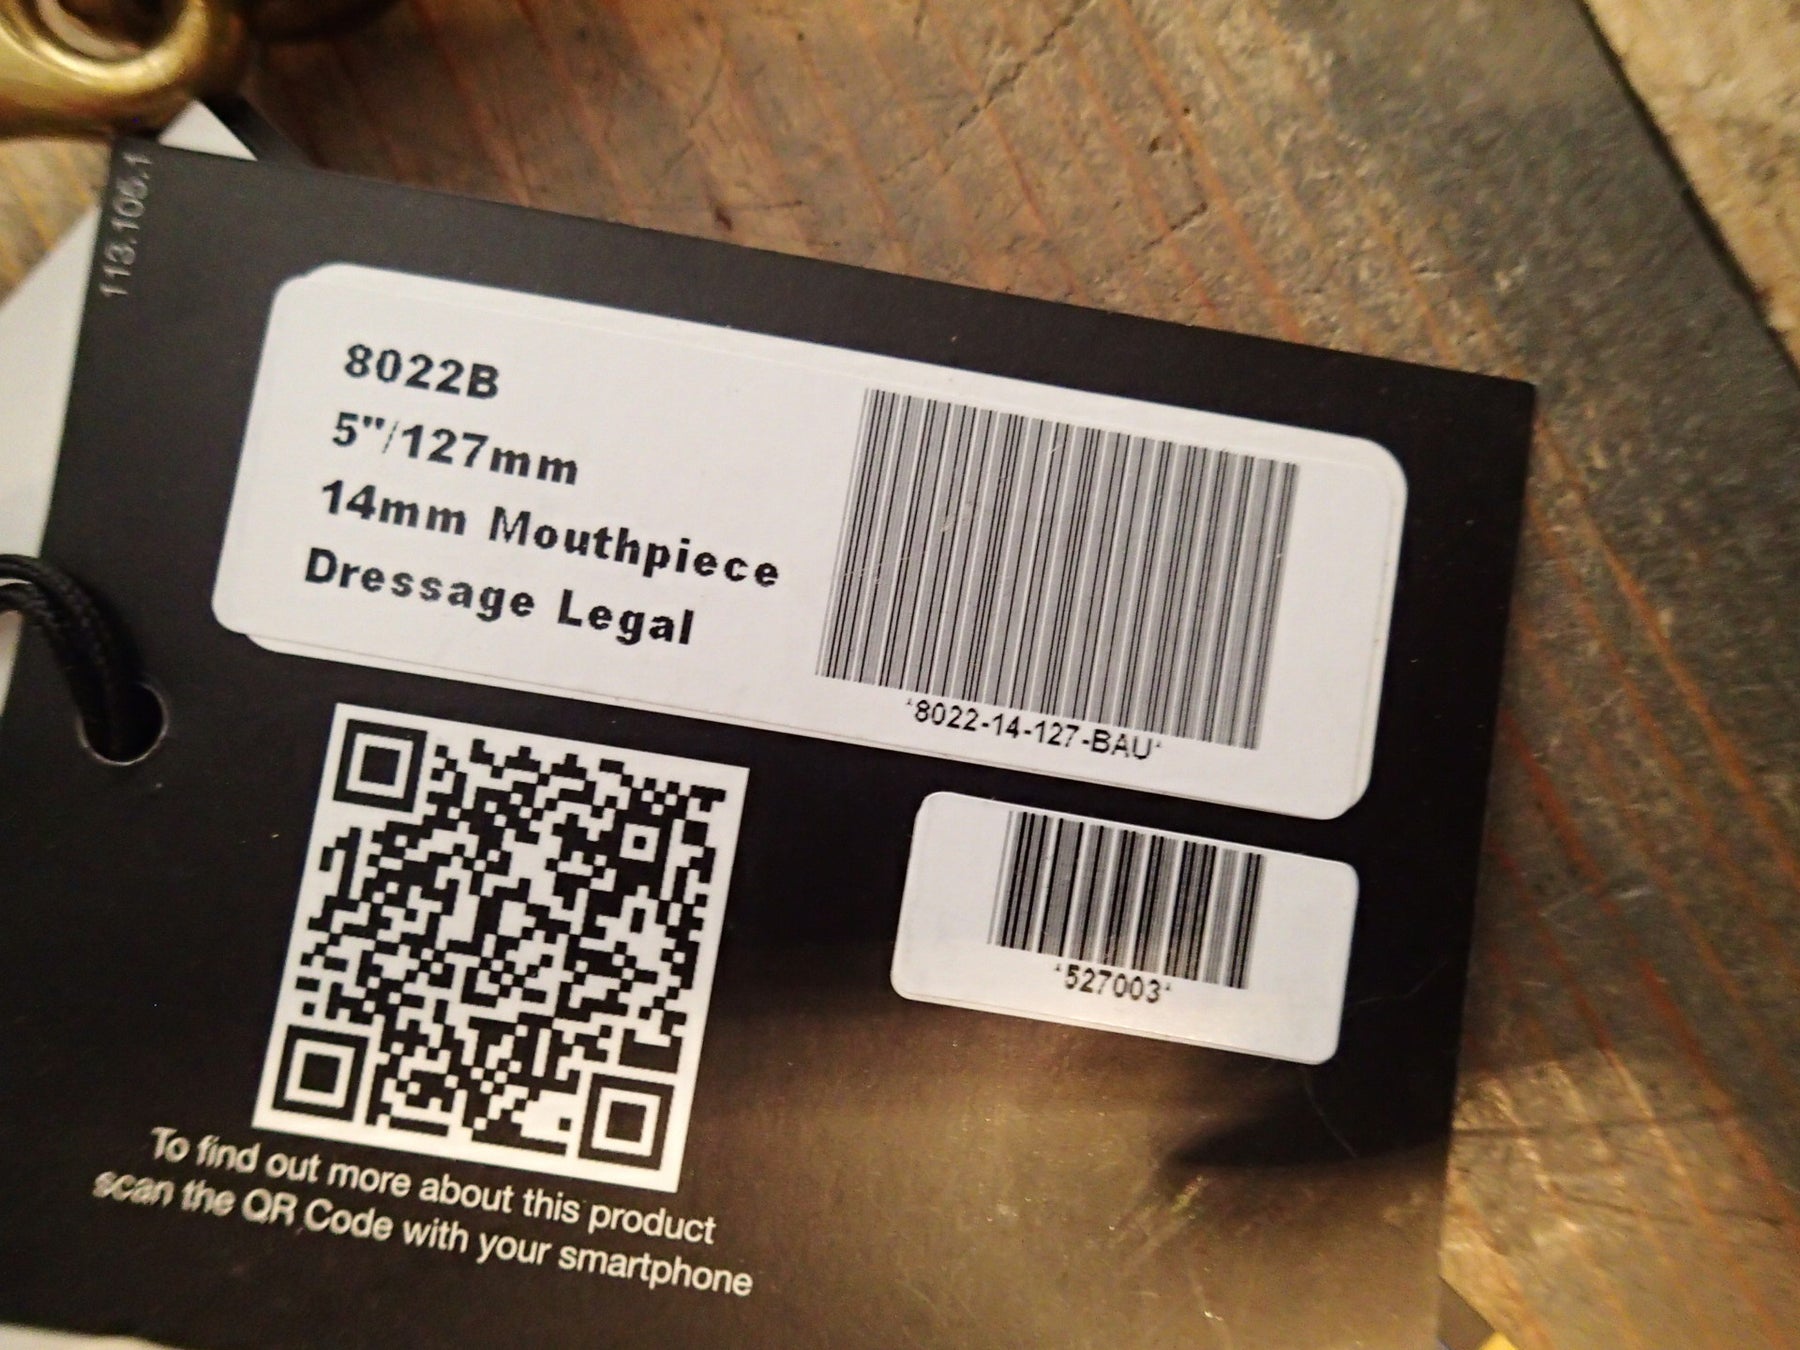 113.105.1
8022B
5"/127mm
14mm Mouthpiece
Dressage Legal
*8022-14-127-BAU*
*527003*
To find out more about this product
scan the QR Code with your smartphone